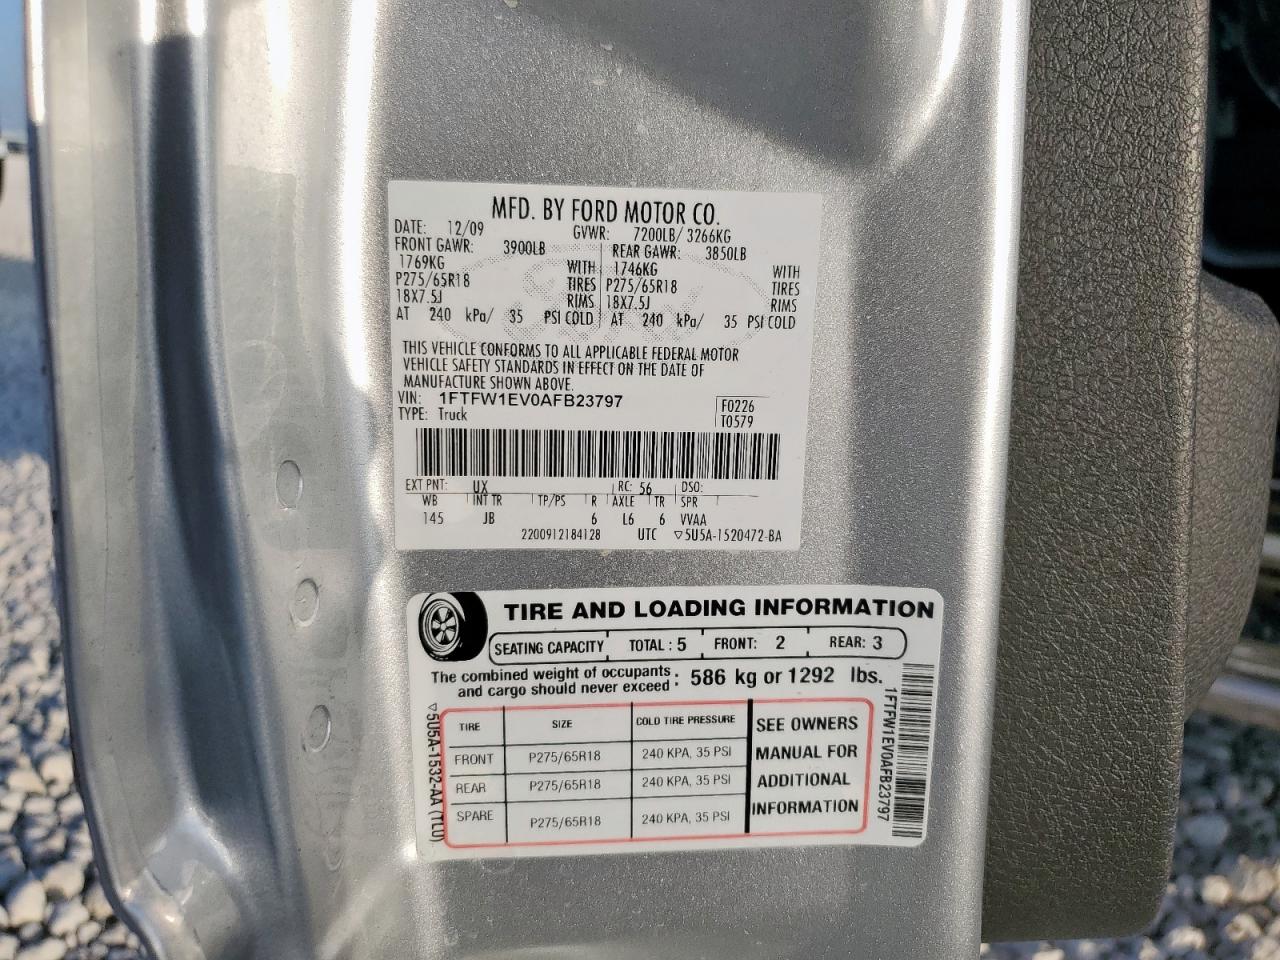 MFD. BY FORD MOTOR CO.
DATE: 12/09 GVWR: 7200LB/ 3266KG
FRONT GAWR: 3900LB REAR GAWR: 3850LB
1769KG WITH 1746KG WITH
P275/65R18 TIRES P275/65R18 TIRES
18X7.5J RIMS 18X7.5J RIMS
AT 240 kPa/ 35 PSI COLD AT 240 kPa/ 35 PSI COLD
THIS VEHICLE CONFORMS TO ALL APPLICABLE FEDERAL MOTOR
VEHICLE SAFETY STANDARDS IN EFFECT ON THE DATE OF
MANUFACTURE SHOWN ABOVE.
VIN: 1FTFW1EV0AFB23797 F0226
TYPE: Truck T0579
EXT PNT: UX RC: 56 DSO:
WB INT TR TP/PS R AXLE TR SPR
145 JB 6 L6 6 VVAA
2200912184128 UTC ▽5U5A-1520472-BA
TIRE AND LOADING INFORMATION
SEATING CAPACITY TOTAL : 5 FRONT: 2 REAR: 3
The combined weight of occupants
and cargo should never exceed : 586 kg or 1292 lbs.
TIRE SIZE COLD TIRE PRESSURE
FRONT P275/65R18 240 KPA, 35 PSI
REAR P275/65R18 240 KPA, 35 PSI
SPARE P275/65R18 240 KPA, 35 PSI
SEE OWNERS
MANUAL FOR
ADDITIONAL
INFORMATION
▽5U5A-1532-AA (TLU)
1FTFW1EV0AFB23797